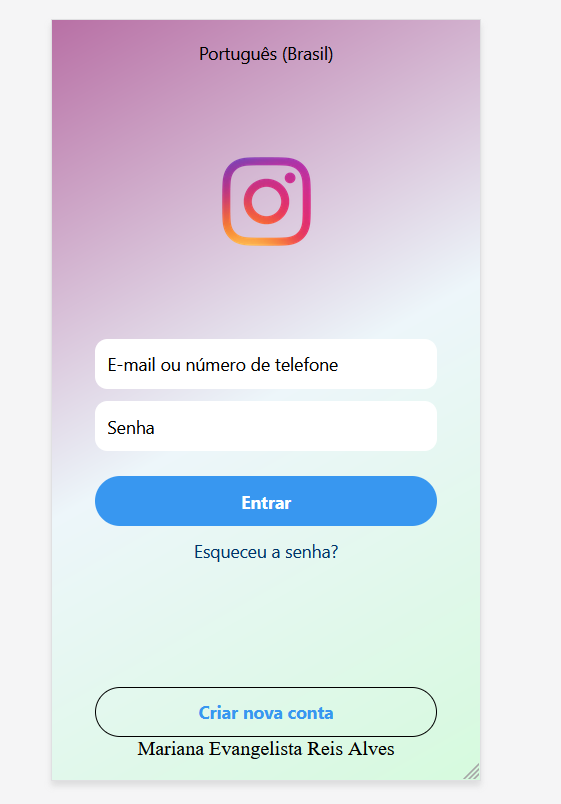 Português (Brasil)
E-mail ou número de telefone
Senha
Entrar
Esqueceu a senha?
Criar nova conta
Mariana Evangelista Reis Alves